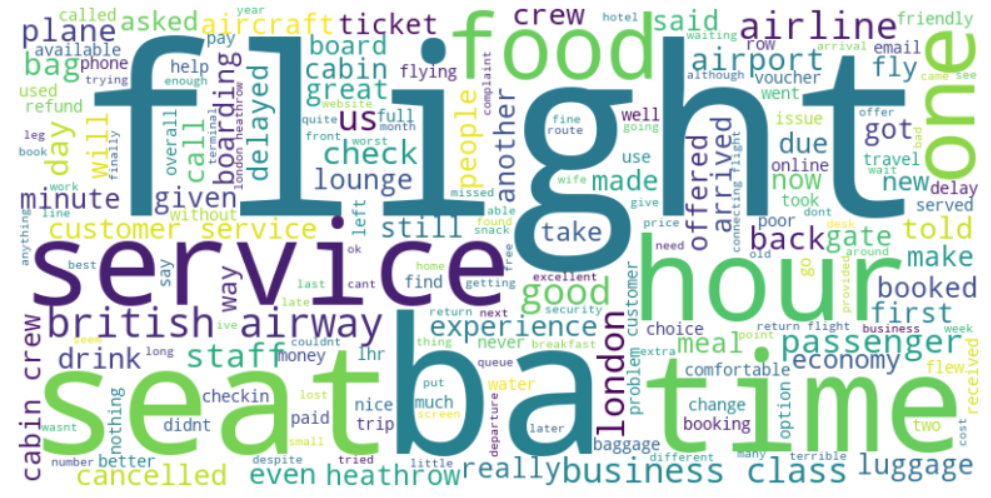 called
year
hotel
plane
asked
aircraft
ticket
crew
said
airline
friendly
available
pay
board
food
waiting
row
arrival
email
bag
phone
help
cabin
flying
airport
although
voucher
fly
one
trying
enough
great
flight
complaint
came
see
used
website
went
refund
boarding
delayed
quite
us
full
people
another
fine
well
issue
offer
leg
day
will
call
overall
terminal
london heathrow
front
month
worst
route
going
due
got
bad
book
finally
check
offered
arrived
connecting flight
online
travel
work
lounge
wife
use
made
now
wait
new
delay
minute
given
missed
give
took
served
line
without
left
able
price
dont
poor
desk
customer service
still
found
snack
take
back
gate
told
anything
service
ok
free
need
old
around
make
best
say
way
last
cant
home
find
getting
excellent
hour
go
provided
booked
late
good
security
customer
problem
first
british airway
ive
return
next
experience
london
choice
return flight
business
week
seem
couldnt
thing
never
breakfast
meal
point
passenger
cabin crew
drink
long
staff
money
lhr
queue
extra
comfortable
economy
flew
received
seat
ba
time
checkin
lost
put
water
nice
much
screen
departure
change
option
wasnt
nothing
didnt
paid
trip
later
booking
two
cost
small
baggage
number
better
despite
tried
little
different
many
terrible
cancelled
even
heathrow
really
business class
luggage